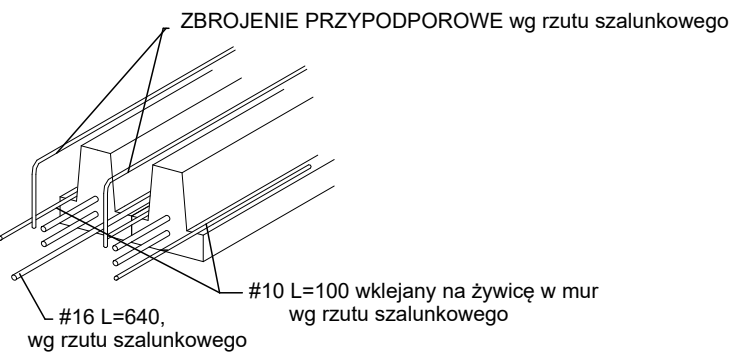 ZBROJENIE PRZYPODPOROWE wg rzutu szalunkowego
#10 L=100 wklejany na żywicę w mur
wg rzutu szalunkowego
#16 L=640,
wg rzutu szalunkowego